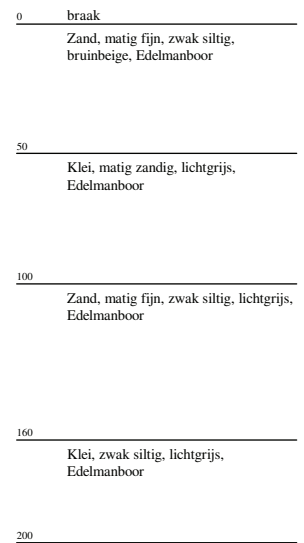 0 braak
Zand, matig fijn, zwak siltig,
bruinbeige, Edelmanboor
50
Klei, matig zandig, lichtgrijs,
Edelmanboor
100
Zand, matig fijn, zwak siltig, lichtgrijs,
Edelmanboor
160
Klei, zwak siltig, lichtgrijs,
Edelmanboor
200